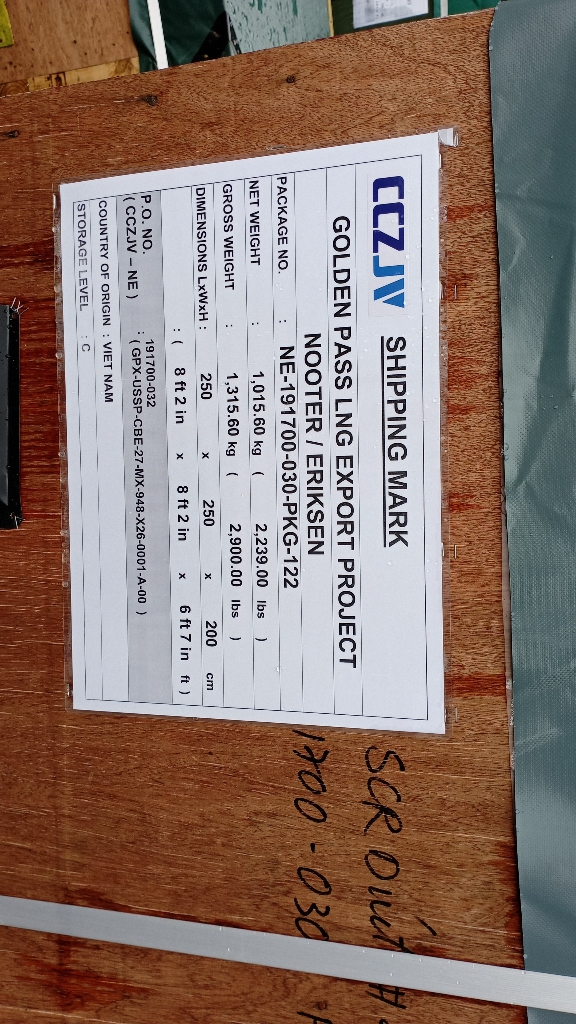 CCZJV SHIPPING MARK
GOLDEN PASS LNG EXPORT PROJECT
NOOTER / ERIKSEN
PACKAGE NO. : NE-191700-030-PKG-122
NET WEIGHT : 1,015.60 kg ( 2,239.00 lbs )
GROSS WEIGHT : 1,315.60 kg ( 2,900.00 lbs )
DIMENSIONS LxWxH : 250 x 250 x 200 cm
: ( 8 ft 2 in x 8 ft 2 in x 6 ft 7 in ft )
P.O. NO. : 191700-032
( CCZJV – NE ) : ( GPX-USSP-CBE-27-MX-948-X26-0001-A-00 )
COUNTRY OF ORIGIN : VIET NAM
STORAGE LEVEL : C
SCR
1700-030